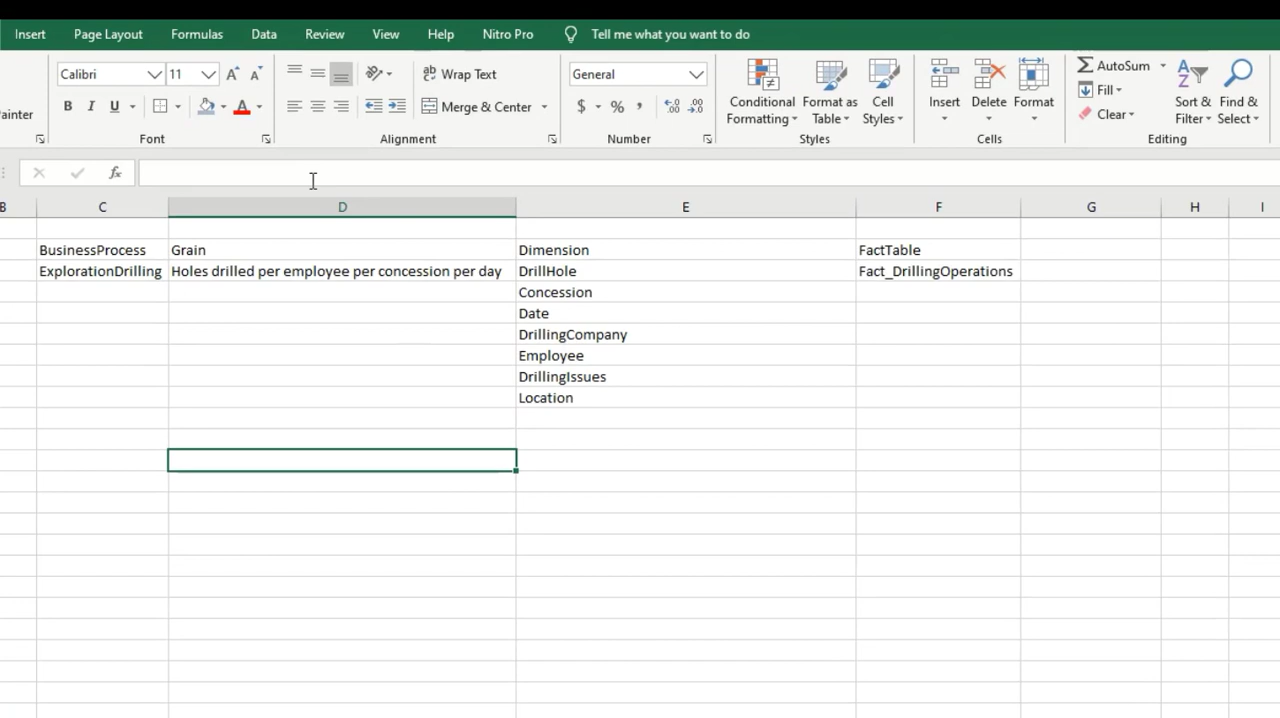 Insert Page Layout Formulas Data Review View Help Nitro Pro Tell me what you want to do
Calibri 11 A A Wrap Text General Σ AutoSum
Fill
ainter B I U A Merge & Center $ % , Conditional Formatting Format as Table Cell Styles Insert Delete Format Clear Sort & Filter Find & Select
Font Alignment Number Styles Cells Editing
fx
B C D E F G H I
BusinessProcess Grain Dimension FactTable
ExplorationDrilling Holes drilled per employee per concession per day DrillHole Fact_DrillingOperations
Concession
Date
DrillingCompany
Employee
DrillingIssues
Location